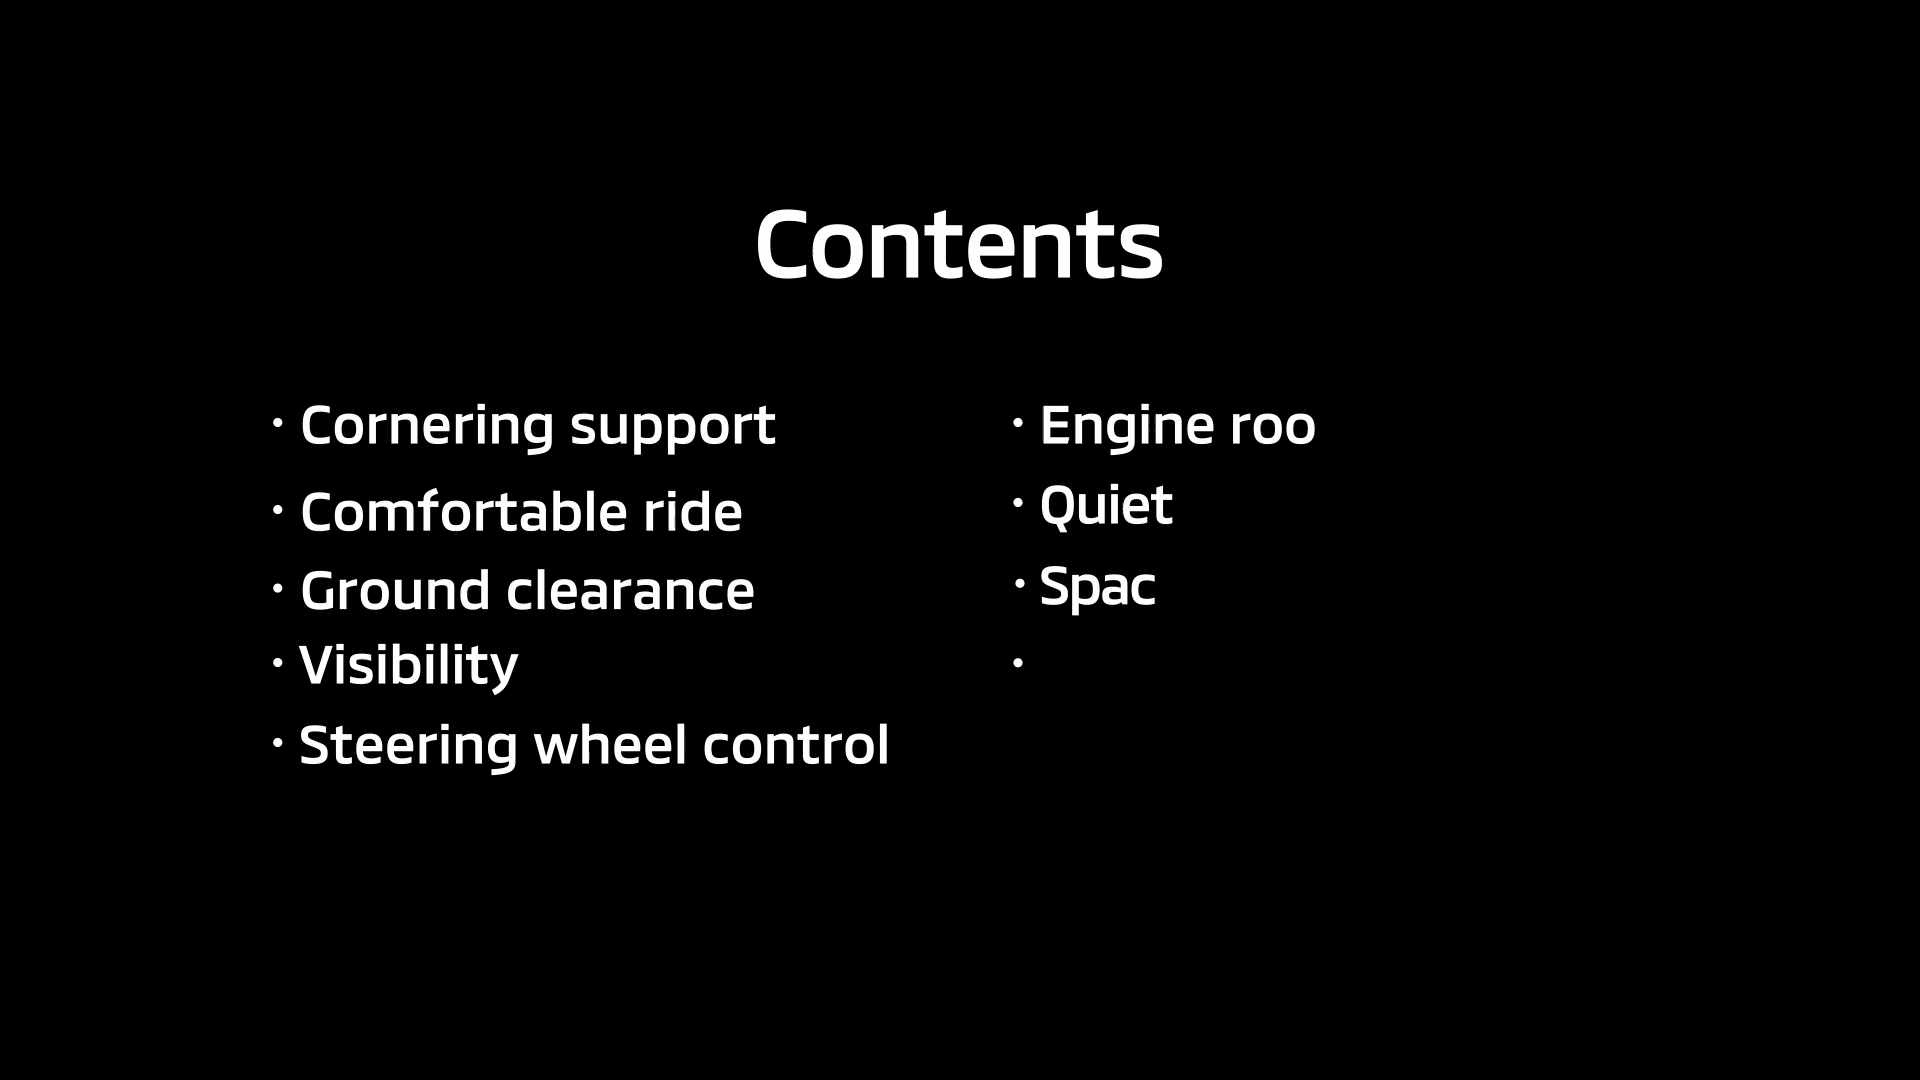 Contents
· Cornering support
· Comfortable ride
· Ground clearance
· Visibility
· Steering wheel control
· Engine roo
· Quiet
· Spac
·